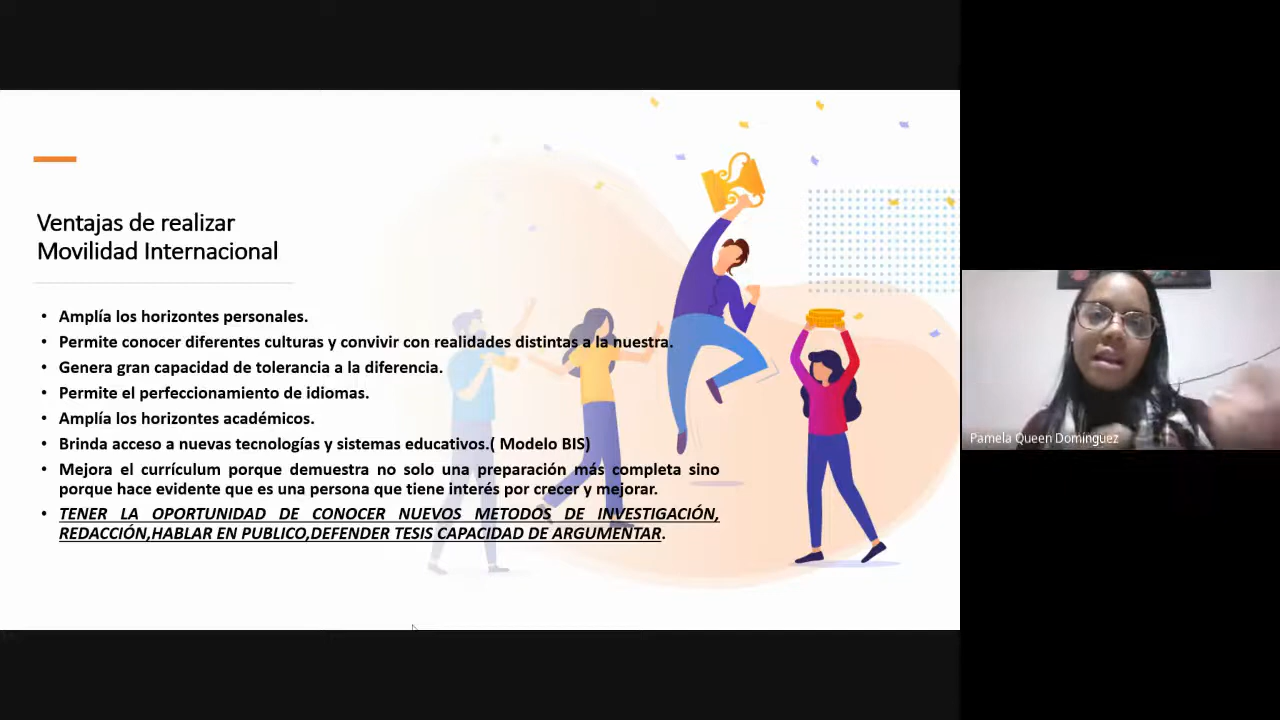 Ventajas de realizar
Movilidad Internacional
• Amplía los horizontes personales.
• Permite conocer diferentes culturas y convivir con realidades distintas a la nuestra.
• Genera gran capacidad de tolerancia a la diferencia.
• Permite el perfeccionamiento de idiomas.
• Amplía los horizontes académicos.
• Brinda acceso a nuevas tecnologías y sistemas educativos.( Modelo BIS)
• Mejora el currículum porque demuestra no solo una preparación más completa sino
porque hace evidente que es una persona que tiene interés por crecer y mejorar.
• TENER LA OPORTUNIDAD DE CONOCER NUEVOS METODOS DE INVESTIGACIÓN,
REDACCIÓN,HABLAR EN PUBLICO,DEFENDER TESIS CAPACIDAD DE ARGUMENTAR.
Pamela Queen Domínguez